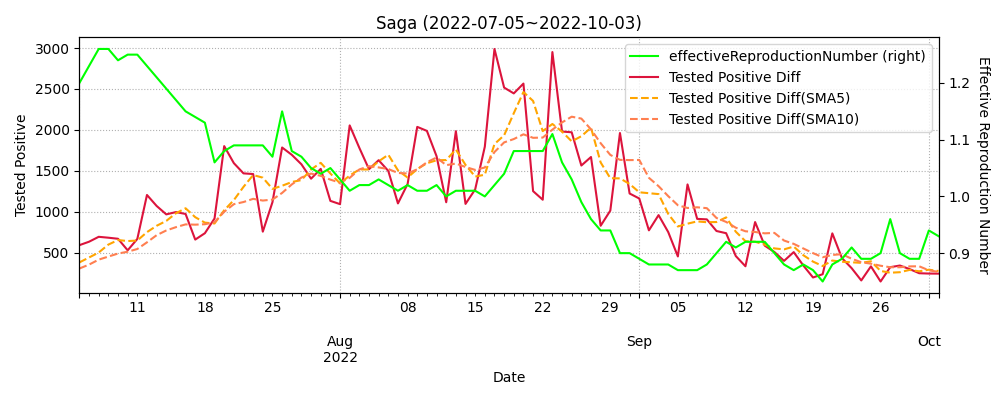 Saga (2022-07-05~2022-10-03)
Tested Positive
3000
2500
2000
1500
1000
500
effectiveReproductionNumber (right)
Tested Positive Diff
Tested Positive Diff(SMA5)
Tested Positive Diff(SMA10)
1.2
1.1
1.0
0.9
Effective Reproduction Number
11 18 25 08 15 22 29 05 12 19 26
Aug Sep Oct
2022
Date